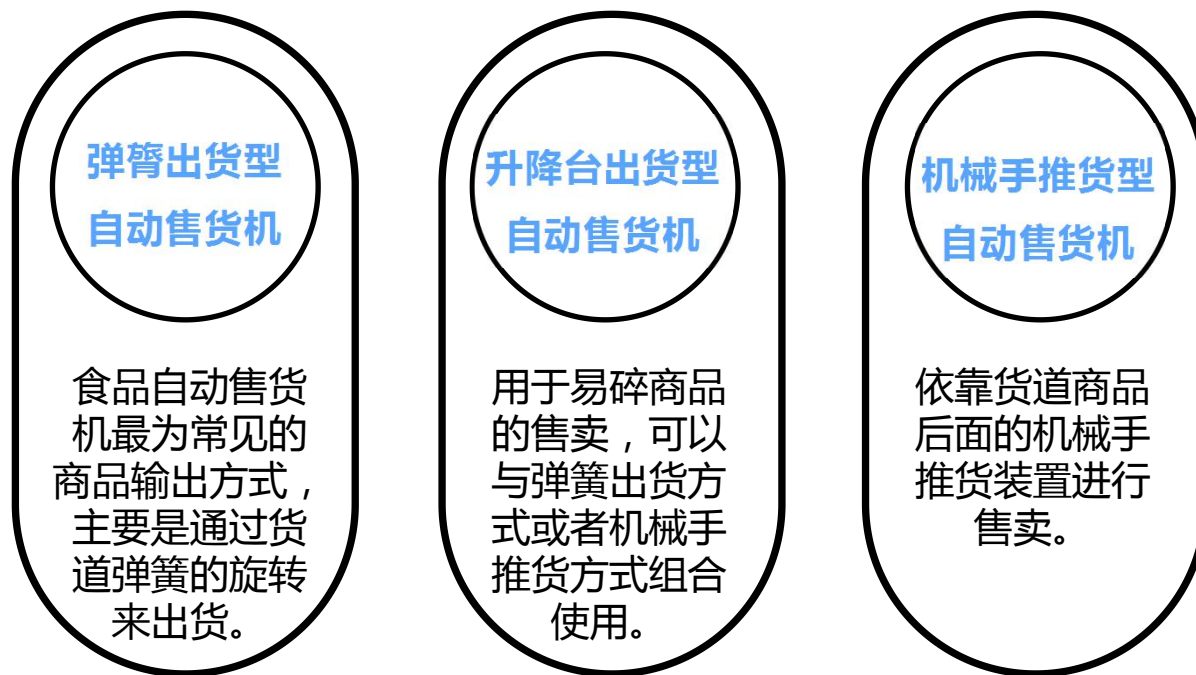 弹膂出货型
自动售货机
食品自动售货
机最为常见的
商品输出方式，
主要是通过货
道弹簧的旋转
来出货。
升降台出货型
自动售货机
用于易碎商品
的售卖，可以
与弹簧出货方
式或者机械手
推货方式组合
使用。
机械手推货型
自动售货机
依靠货道商品
后面的机械手
推货装置进行
售卖。